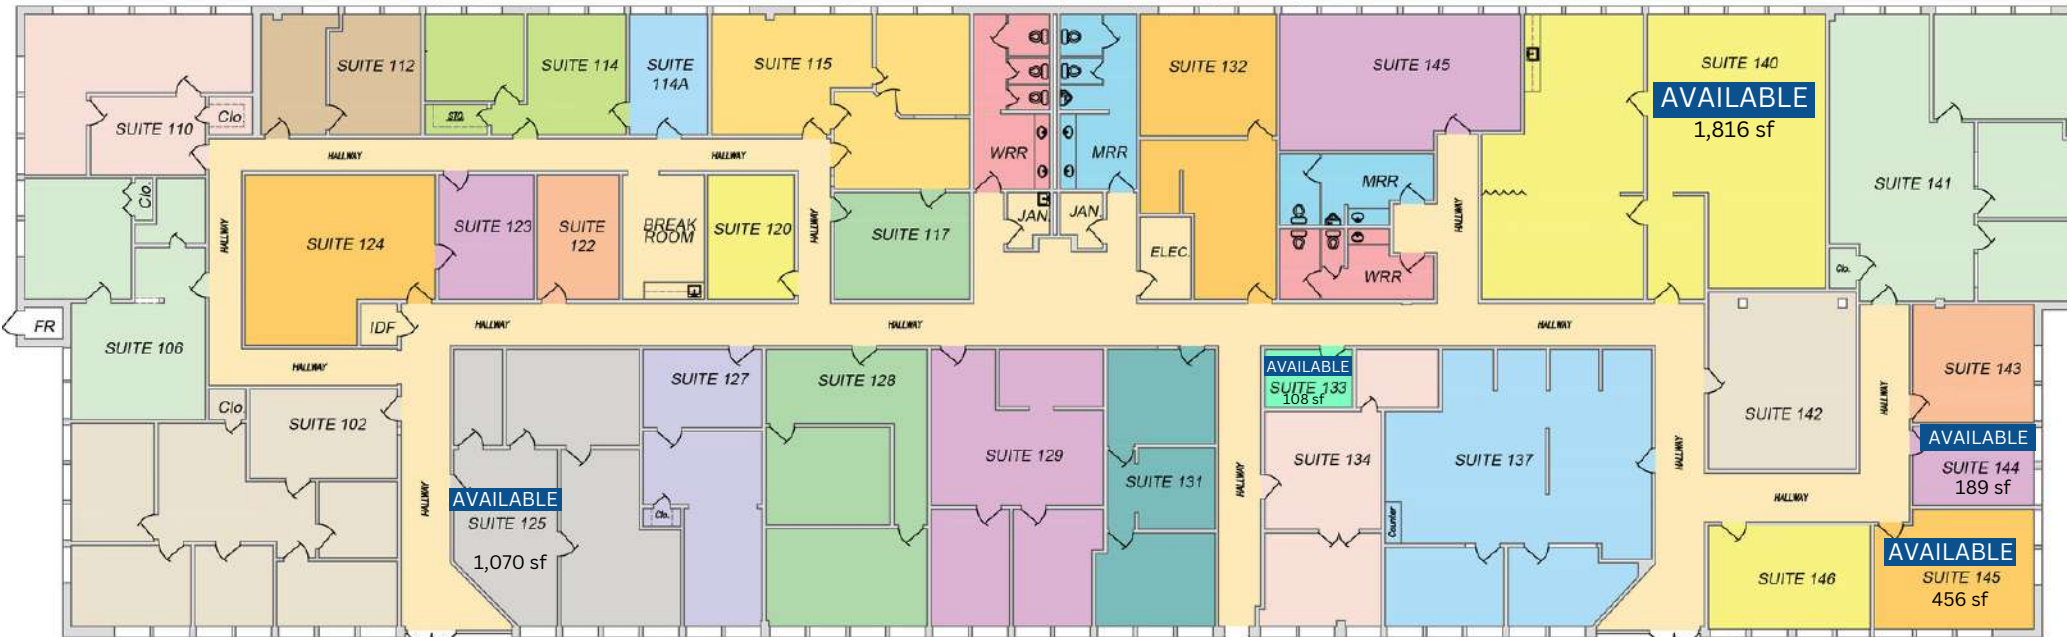 SUITE 110
Clo.
SUITE 112
STO.
SUITE 114
SUITE
114A
SUITE 115
WRR
MRR
SUITE 132
SUITE 145
SUITE 140
AVAILABLE
1,816 sf
SUITE 141
Clo.
HALLWAY
HALLWAY
Clo.
HALLWAY
SUITE 124
SUITE 123
SUITE
122
BREAK
ROOM
SUITE 120
HALLWAY
SUITE 117
JAN.
JAN.
ELEC.
MRR
WRR
HALLWAY
FR
SUITE 106
IDF
HALLWAY
HALLWAY
HALLWAY
HALLWAY
Clo.
SUITE 102
HALLWAY
AVAILABLE
SUITE 125
1,070 sf
SUITE 127
Clo.
SUITE 128
SUITE 129
SUITE 131
HALLWAY
AVAILABLE
SUITE 133
108 sf
SUITE 134
SUITE 137
Counter
HALLWAY
SUITE 142
HALLWAY
SUITE 143
AVAILABLE
SUITE 144
189 sf
HALLWAY
SUITE 146
AVAILABLE
SUITE 145
456 sf